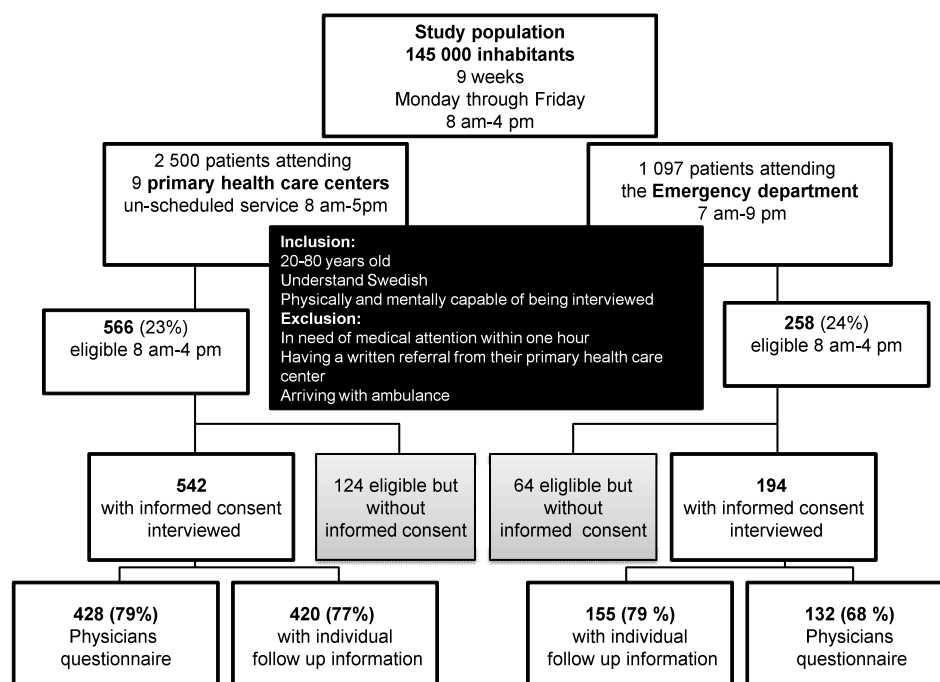 Study population
145 000 inhabitants
9 weeks
Monday through Friday
8 am-4 pm
2 500 patients attending
9 primary health care centers
un-scheduled service 8 am-5pm
1 097 patients attending
the Emergency department
7 am-9 pm
Inclusion:
20-80 years old
Understand Swedish
Physically and mentally capable of being interviewed
Exclusion:
In need of medical attention within one hour
Having a written referral from their primary health care
center
Arriving with ambulance
566 (23%)
eligible 8 am-4 pm
258 (24%)
eligible 8 am-4 pm
542
with informed consent
interviewed
124 eligible but
without
informed consent
64 eliglible but
without
informed consent
194
with informed consent
interviewed
428 (79%)
Physicians
questionnaire
420 (77%)
with individual
follow up information
155 (79 %)
with individual
follow up information
132 (68 %)
Physicians
questionnaire